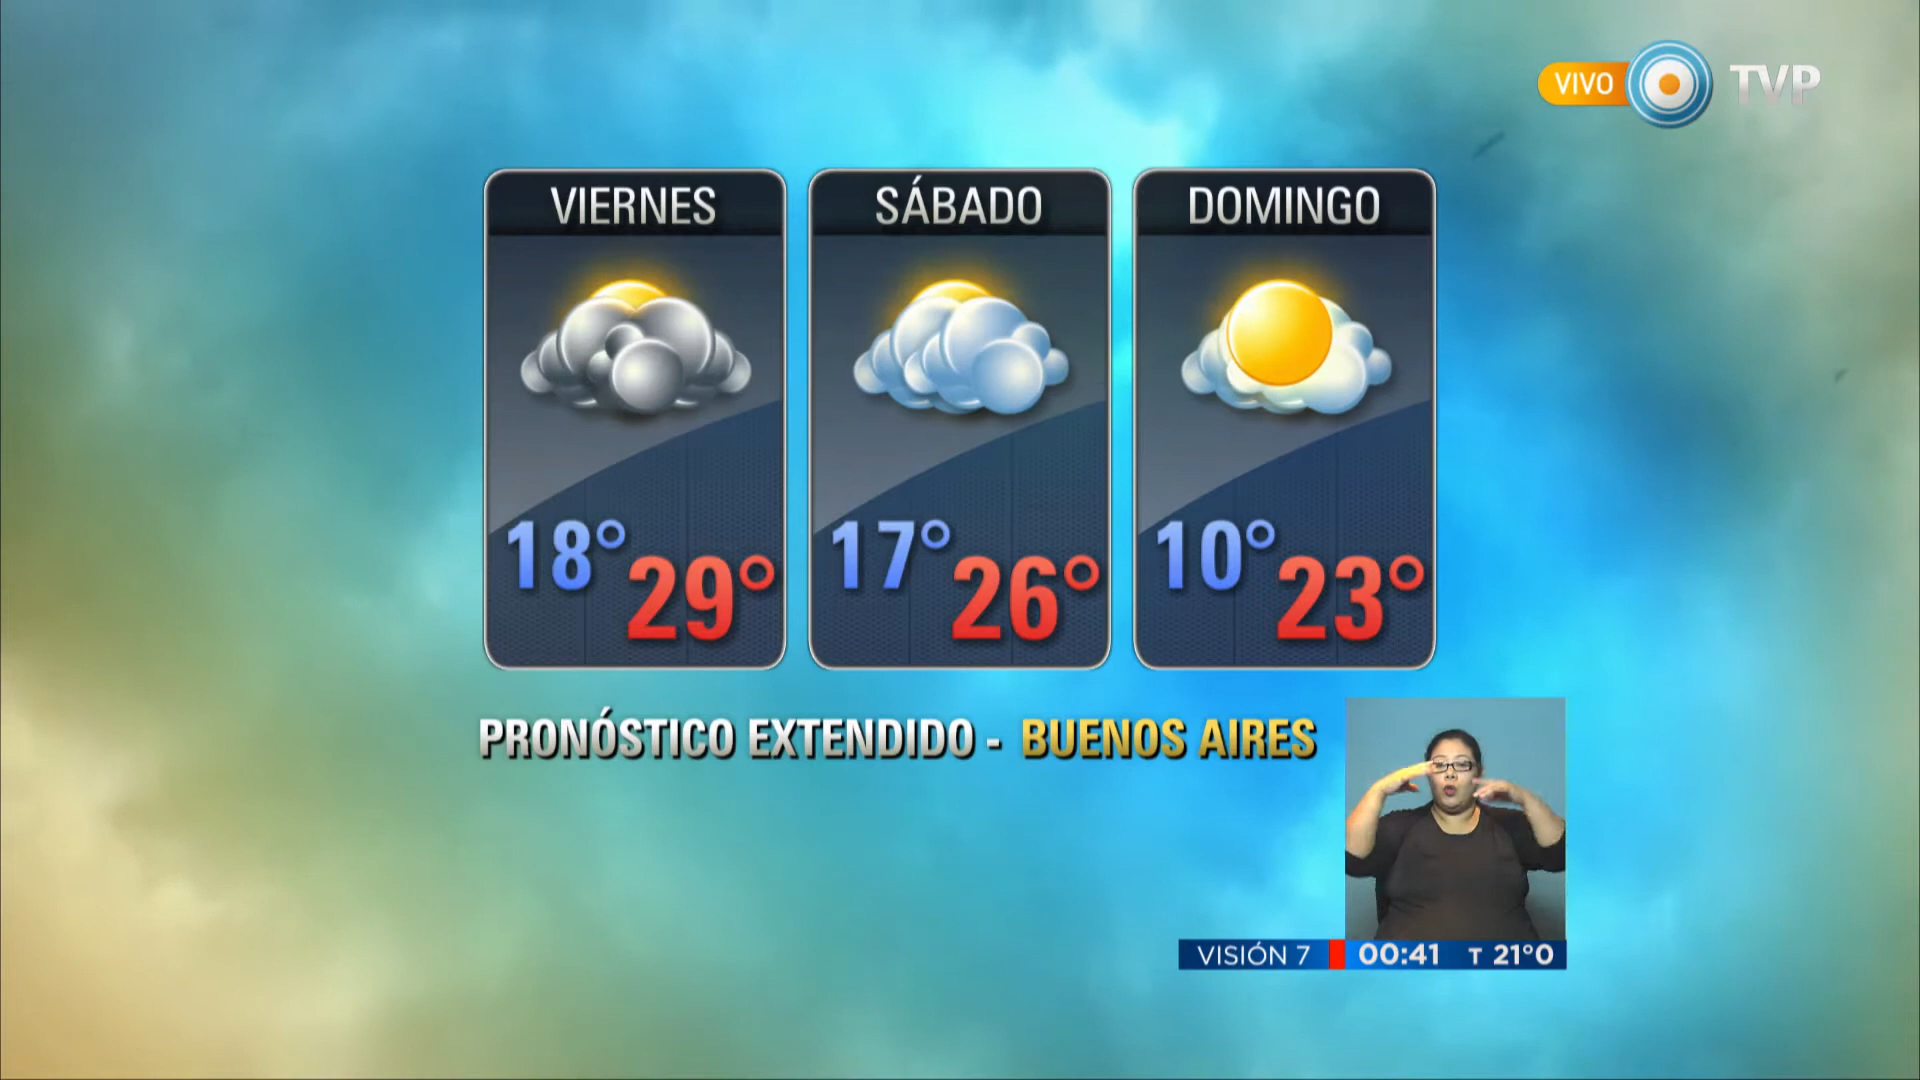 VIVO TVP
VIERNES
18° 29°
SÁBADO
17° 26°
DOMINGO
10° 23°
PRONÓSTICO EXTENDIDO - BUENOS AIRES
VISIÓN 7 00:41 T 21°0